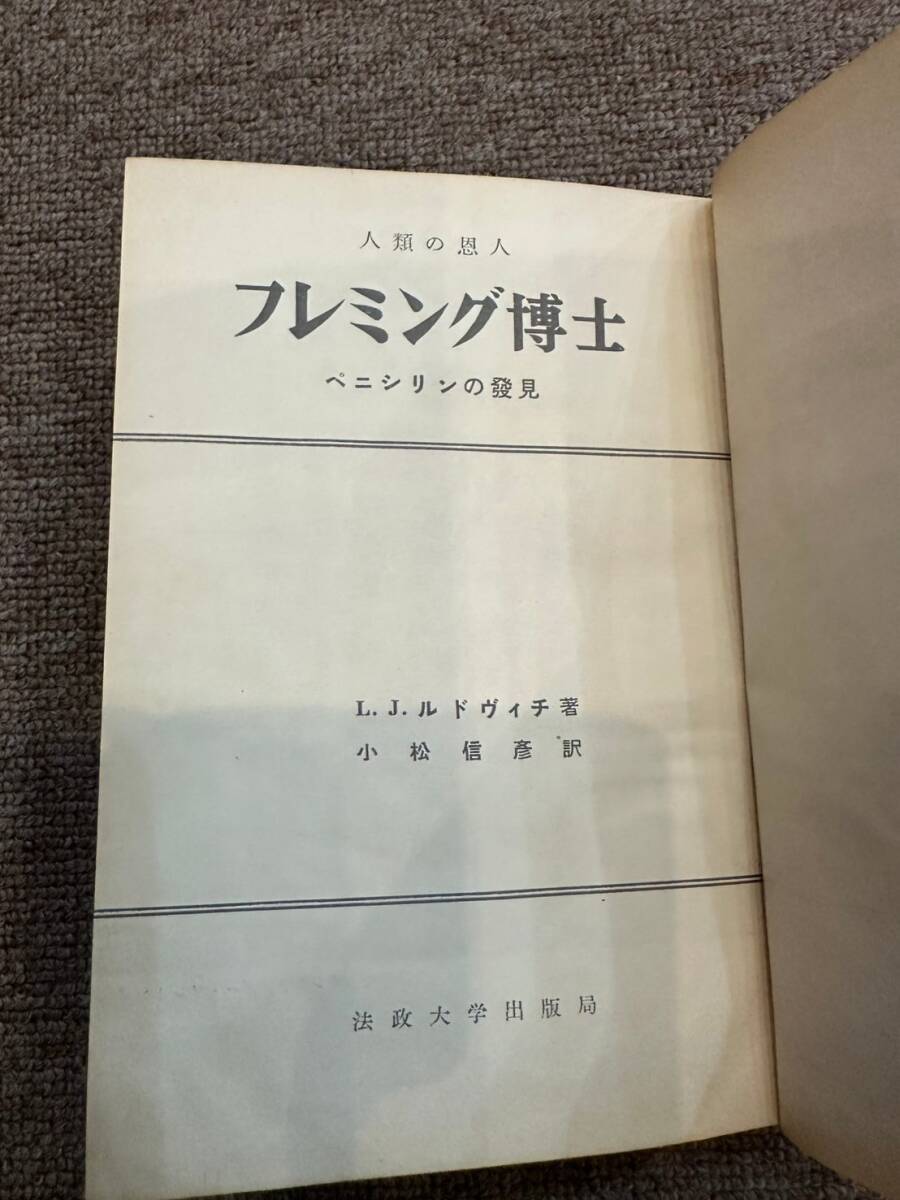 人類の恩人
フレミング博士
ペニシリンの發見
L. J. ルドヴィチ著
小松信彥訳
法政大学出版局